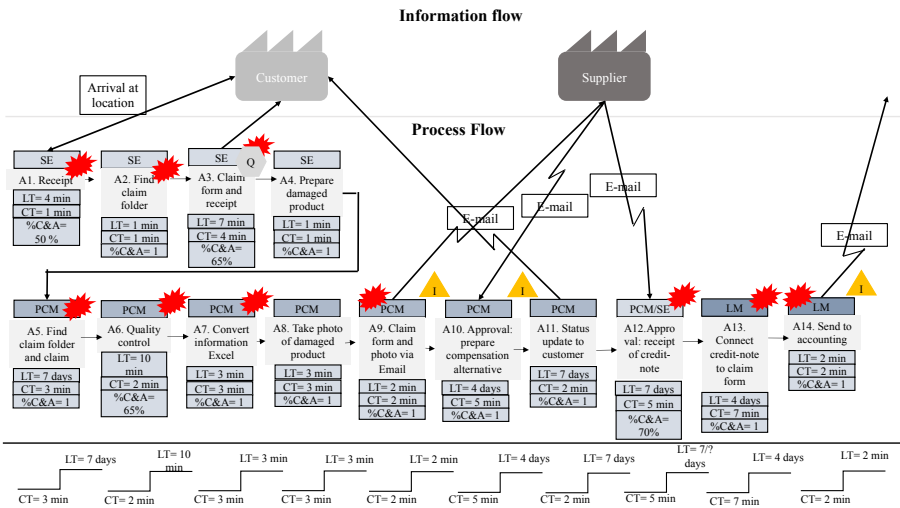 Information flow
Customer
Supplier
Arrival at
location
Process Flow
SE
A1. Receipt
LT= 4 min
CT= 1 min
%C&A=
50 %
SE
A2. Find
claim
folder
LT= 1 min
CT= 1 min
%C&A= 1
SE
Q
A3. Claim
form and
receipt
LT= 7 min
CT= 4 min
%C&A=
65%
SE
A4. Prepare
damaged
product
LT= 1 min
CT= 1 min
%C&A= 1
E-mail
E-mail
E-mail
E-mail
I
I
I
PCM
A5. Find
claim folder
and claim
LT= 7 days
CT= 3 min
%C&A= 1
PCM
A6. Quality
control
LT= 10
min
CT= 2 min
%C&A=
65%
PCM
A7. Convert
information
Excel
LT= 3 min
CT= 3 min
%C&A= 1
PCM
A8. Take photo
of damaged
product
LT= 3 min
CT= 3 min
%C&A= 1
PCM
A9. Claim
form and
photo via
Email
LT= 2 min
CT= 2 min
%C&A= 1
PCM
A10. Approval:
prepare
compensation
alternative
LT= 4 days
CT= 5 min
%C&A= 1
PCM
A11. Status
update to
customer
LT= 7 days
CT= 2 min
%C&A= 1
PCM/SE
A12.Appro
val: receipt
of credit-
note
LT= 7 days
CT= 5 min
%C&A=
70%
LM
A13.
Connect
credit-note
to claim
form
LT= 4 days
CT= 7 min
%C&A= 1
LM
A14. Send to
accounting
LT= 2 min
CT= 2 min
%C&A= 1
LT= 7 days
CT= 3 min
LT= 10
min
CT= 2 min
LT= 3 min
CT= 3 min
LT= 3 min
CT= 3 min
LT= 2 min
CT= 2 min
LT= 4 days
CT= 5 min
LT= 7 days
CT= 2 min
LT= 7/?
days
CT= 5 min
LT= 4 days
CT= 7 min
LT= 2 min
CT= 2 min